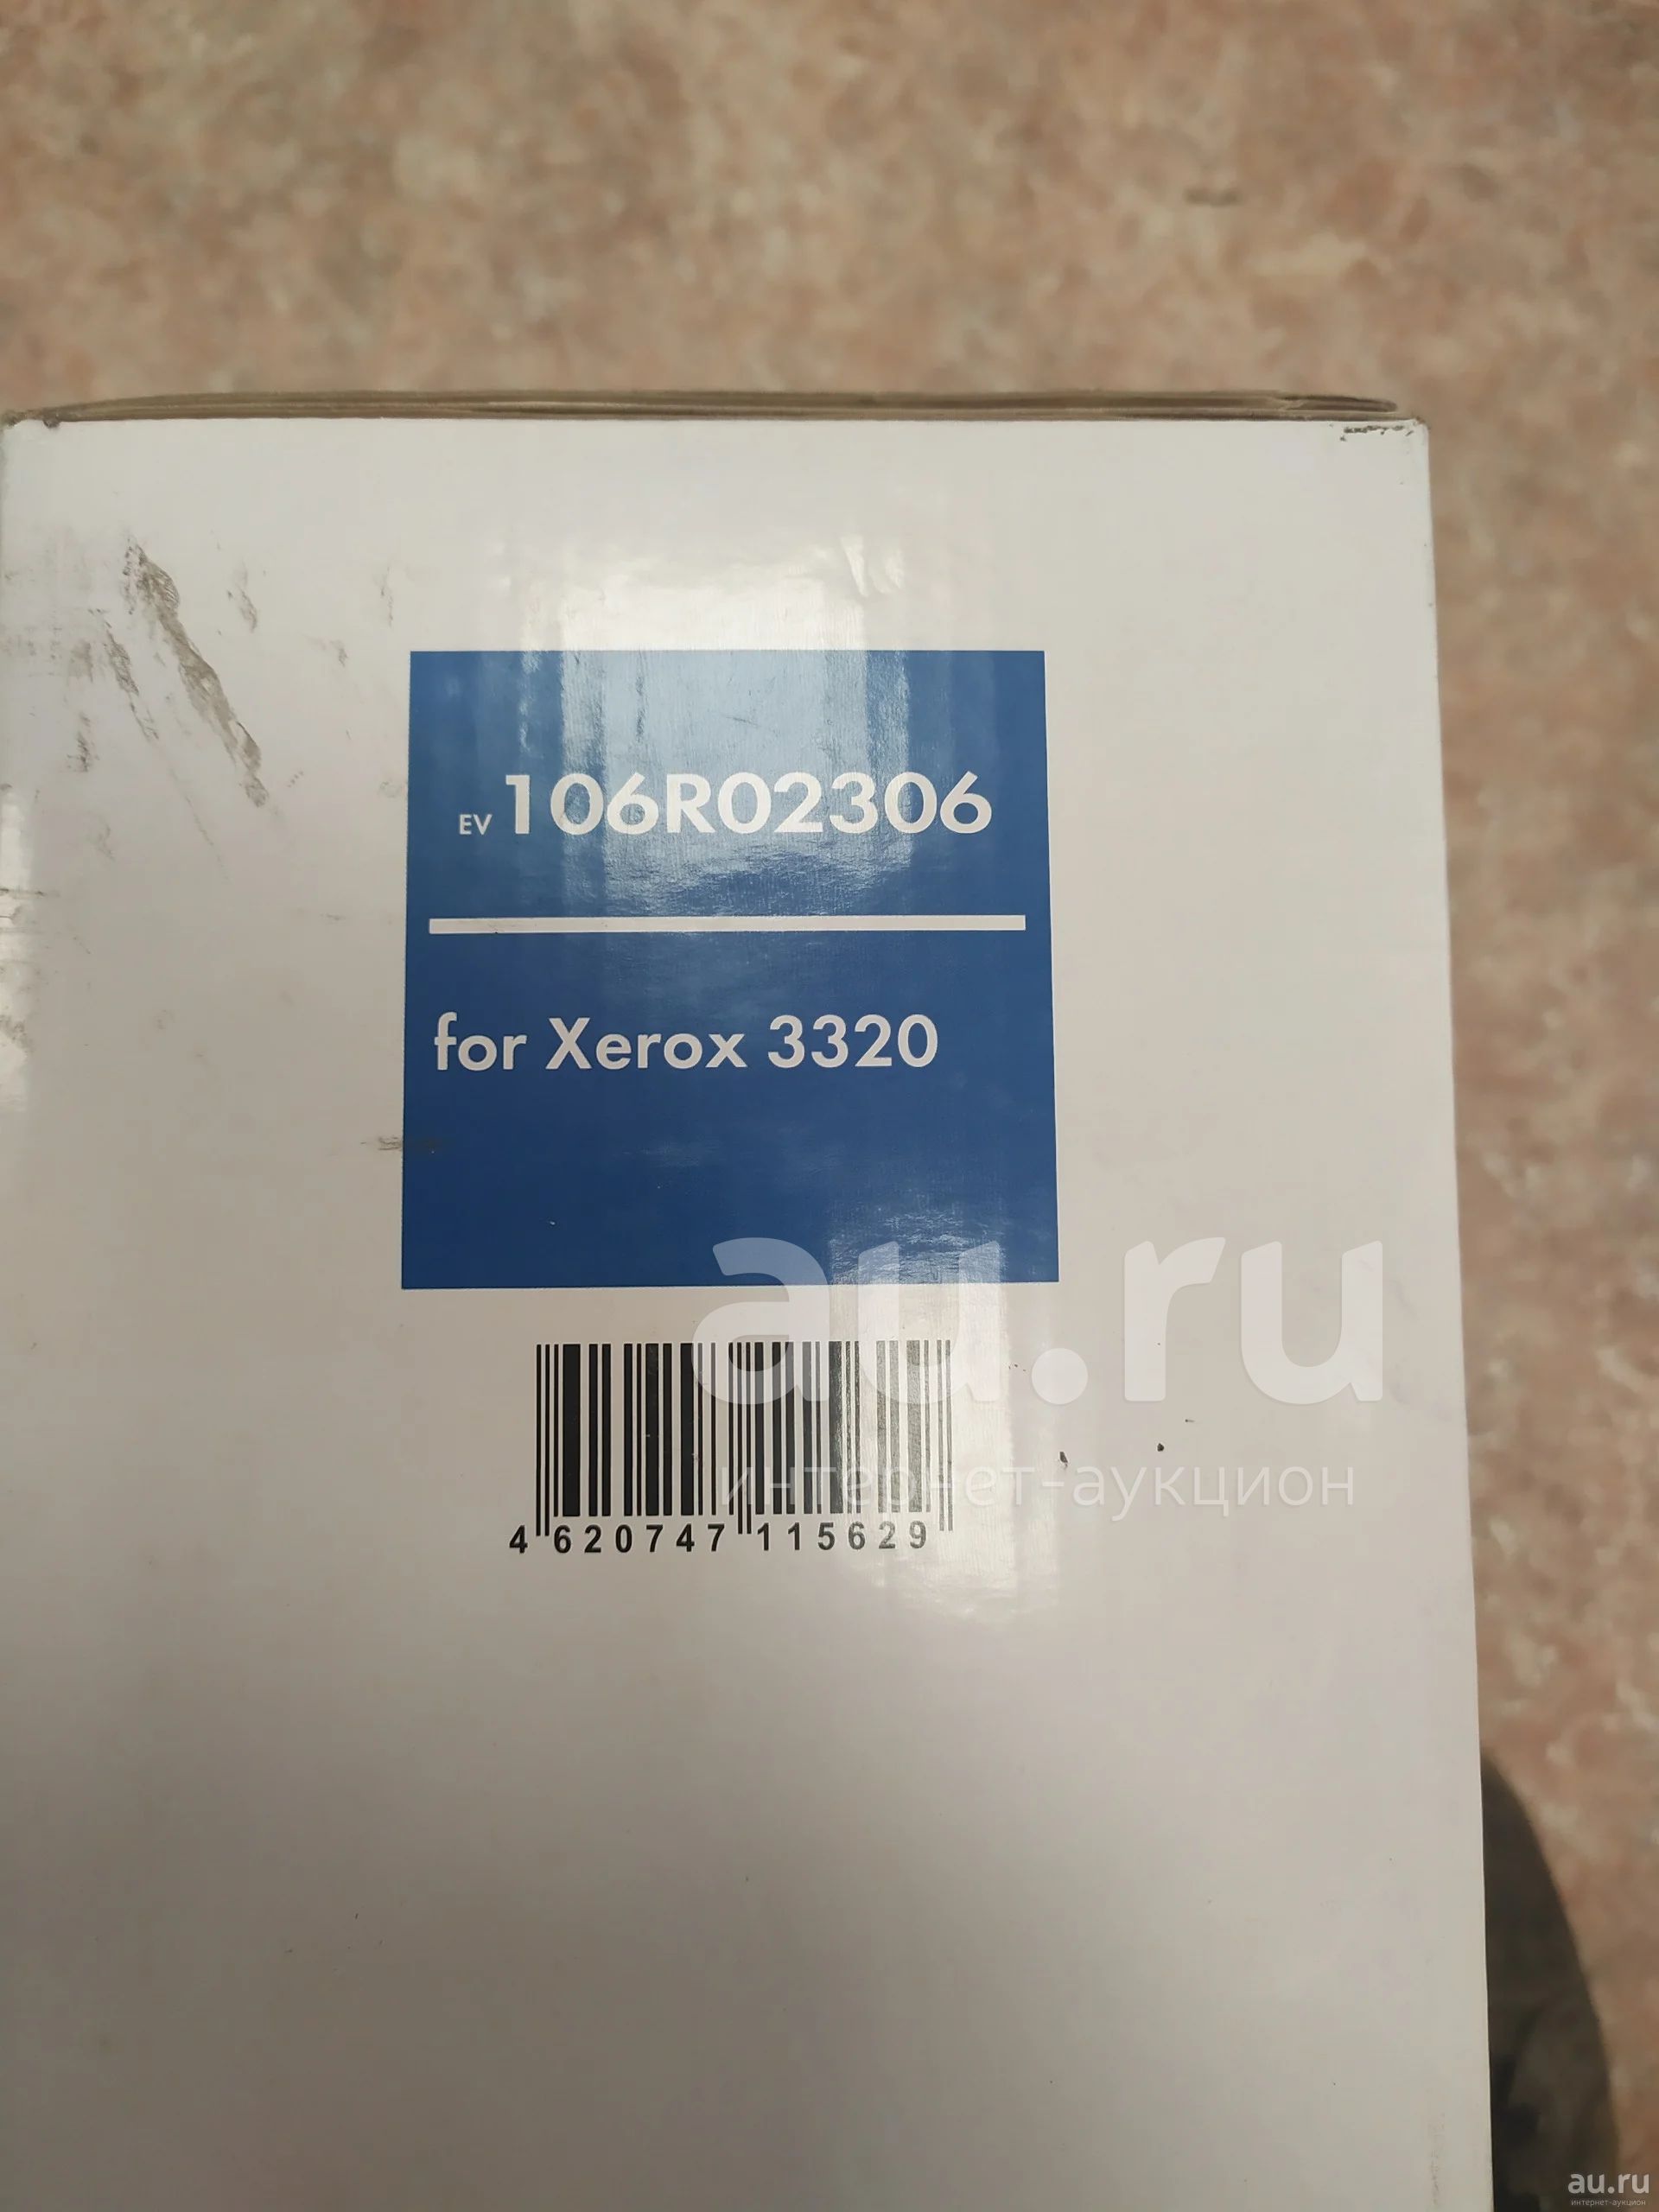 EV 106R02306
for Xerox 3320
au.ru
интернет-аукцион
4 620747 115629
au.ru
интернет-аукцион